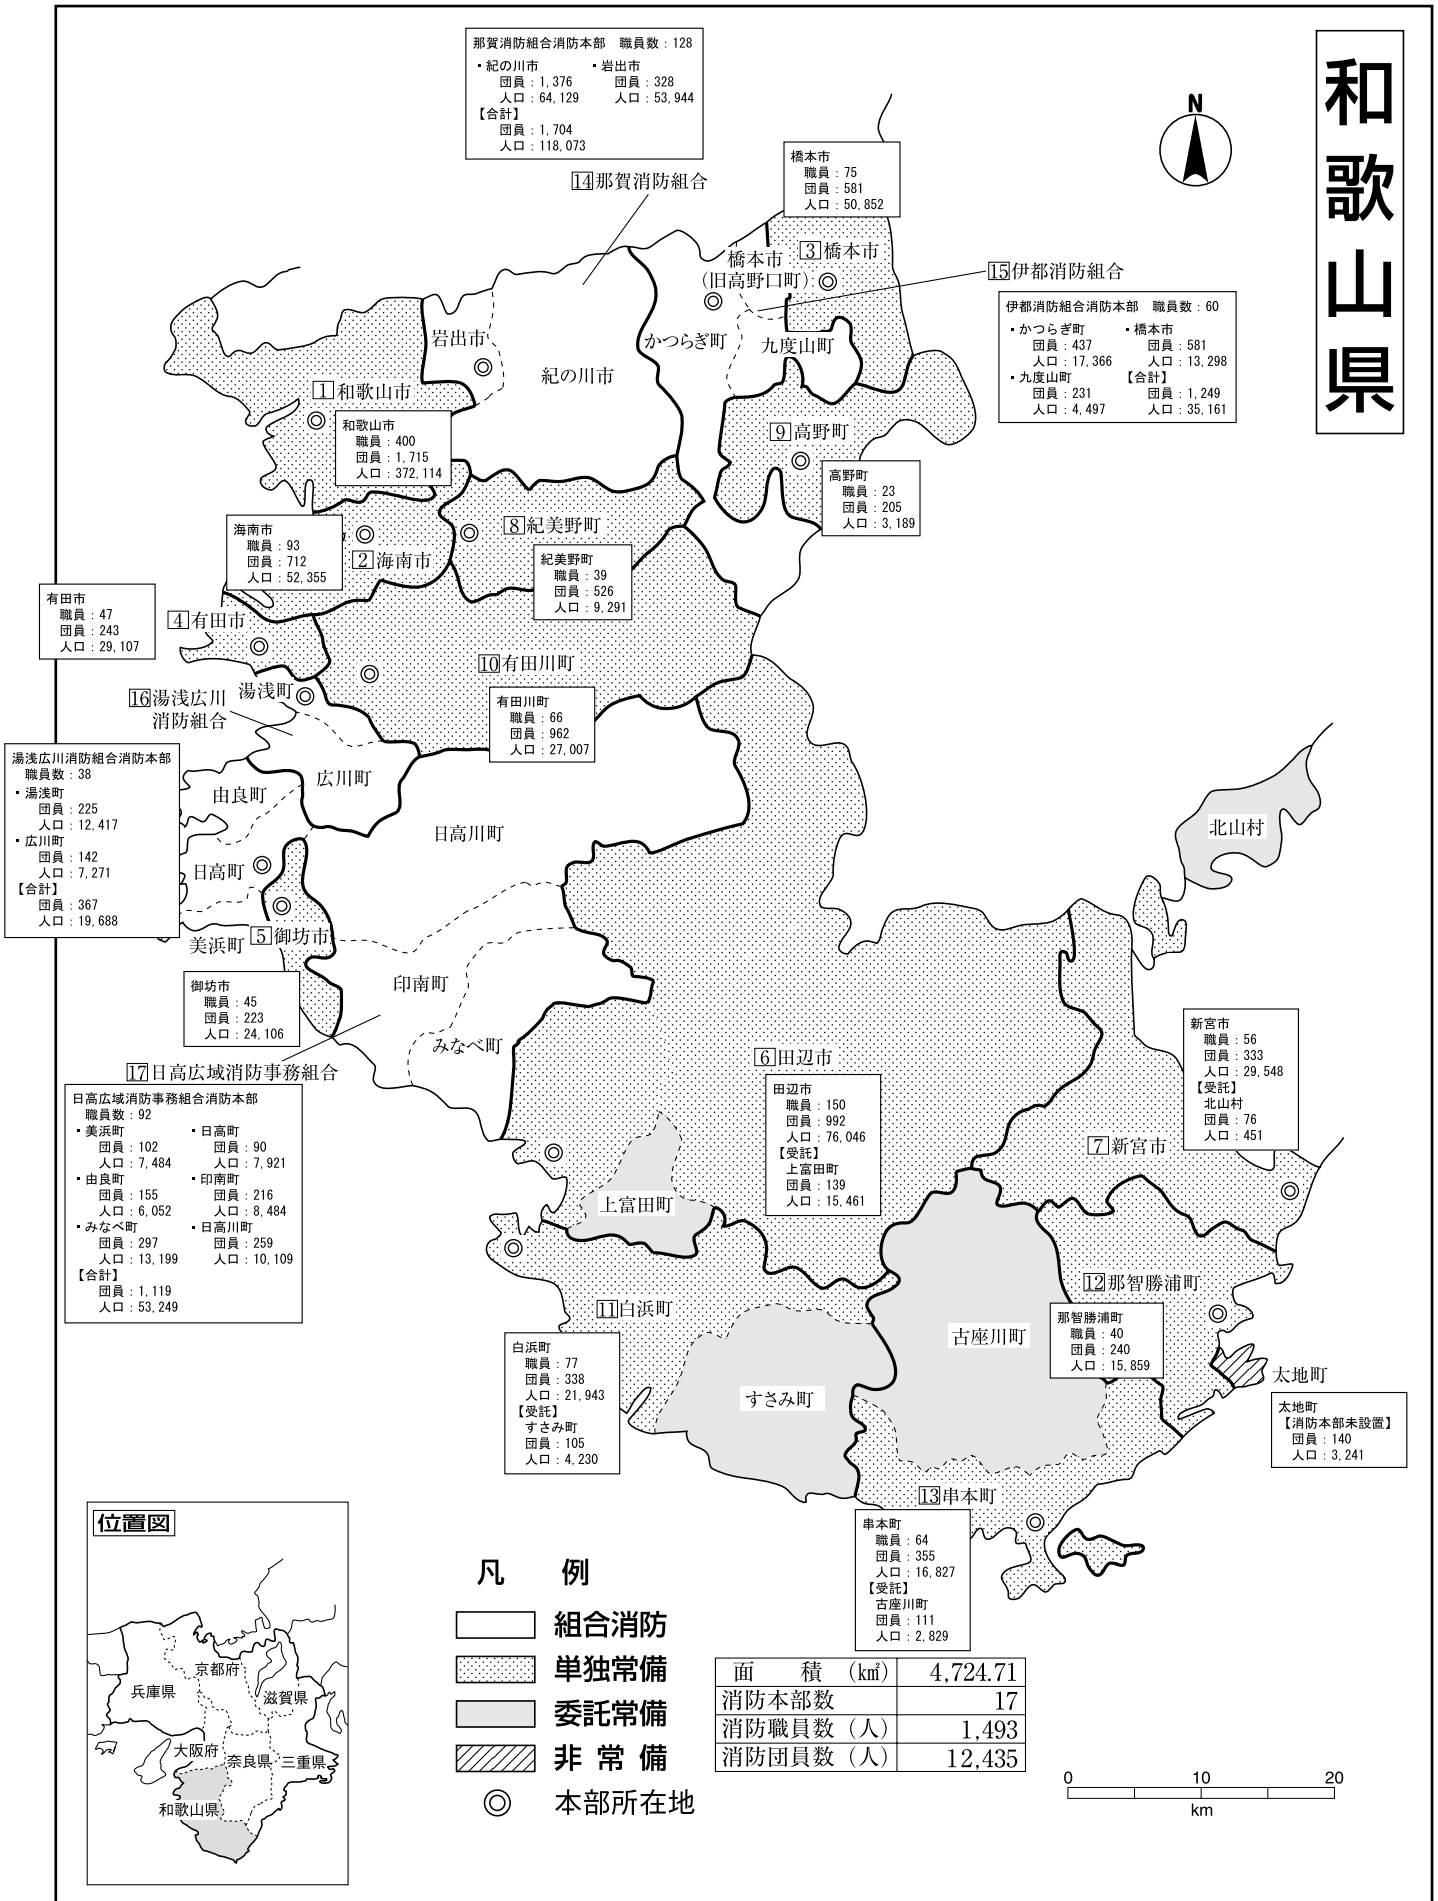 和歌山県
N
那賀消防組合消防本部　職員数：128
・紀の川市　・岩出市
団員：1,376　団員：328
人口：64,129　人口：53,944
【合計】
団員：1,704
人口：118,073
14那賀消防組合
橋本市
職員：75
団員：581
人口：50,852
3橋本市
橋本市
（旧高野口町）
15伊都消防組合
伊都消防組合消防本部　職員数：60
・かつらぎ町　・橋本市
団員：437　団員：581
人口：17,366　人口：13,298
・九度山町　【合計】
団員：231　団員：1,249
人口：4,497　人口：35,161
岩出市
かつらぎ町
九度山町
紀の川市
1和歌山市
和歌山市
職員：400
団員：1,715
人口：372,114
9高野町
高野町
職員：23
団員：205
人口：3,189
海南市
職員：93
団員：712
人口：52,355
2海南市
8紀美野町
紀美野町
職員：39
団員：526
人口：9,291
有田市
職員：47
団員：243
人口：29,107
4有田市
10有田川町
有田川町
職員：66
団員：962
人口：27,007
湯浅町
16湯浅広川
消防組合
湯浅広川消防組合消防本部
職員数：38
・湯浅町
団員：225
人口：12,417
・広川町
団員：142
人口：7,271
【合計】
団員：367
人口：19,688
広川町
由良町
日高川町
日高町
北山村
5御坊市
美浜町
御坊市
職員：45
団員：223
人口：24,106
印南町
みなべ町
17日高広域消防事務組合
日高広域消防事務組合消防本部
職員数：92
・美浜町　・日高町
団員：102　団員：90
人口：7,484　人口：7,921
・由良町　・印南町
団員：155　団員：216
人口：6,052　人口：8,484
・みなべ町　・日高川町
団員：297　団員：259
人口：13,199　人口：10,109
【合計】
団員：1,119
人口：53,249
6田辺市
田辺市
職員：150
団員：992
人口：76,046
【受託】
上富田町
団員：139
人口：15,461
新宮市
職員：56
団員：333
人口：29,548
【受託】
北山村
団員：76
人口：451
7新宮市
上富田町
11白浜町
白浜町
職員：77
団員：338
人口：21,943
【受託】
すさみ町
団員：105
人口：4,230
12那智勝浦町
那智勝浦町
職員：40
団員：240
人口：15,859
古座川町
すさみ町
太地町
太地町
【消防本部未設置】
団員：140
人口：3,241
13串本町
串本町
職員：64
団員：355
人口：16,827
【受託】
古座川町
団員：111
人口：2,829
位置図
京都府
兵庫県
滋賀県
大阪府
奈良県
三重県
和歌山県
凡　例
組合消防
単独常備
委託常備
非常備
本部所在地
面　積（㎢）　4,724.71
消防本部数　17
消防職員数（人）　1,493
消防団員数（人）　12,435
0　10　20
km